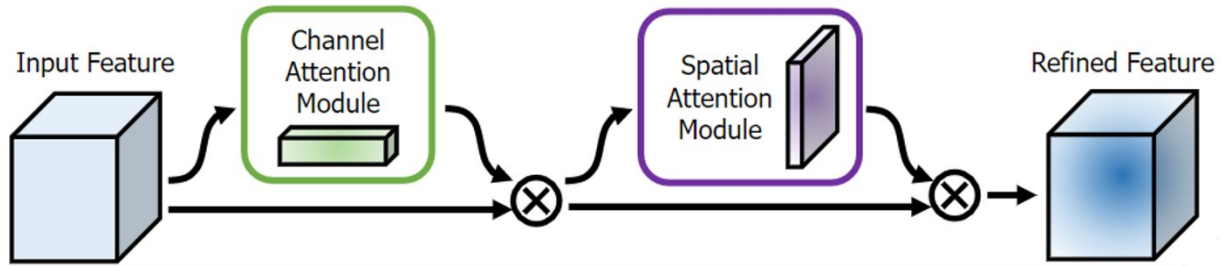 Input Feature
Channel
Attention
Module
Spatial
Attention
Module
Refined Feature